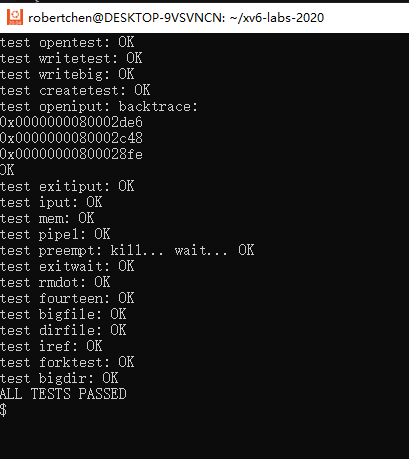 robertchen@DESKTOP-9VSVNCN: ~/xv6-labs-2020
test opentest: OK
test writetest: OK
test writebig: OK
test createtest: OK
test openiput: backtrace:
0x0000000080002de6
0x0000000080002c48
0x00000000800028fe
OK
test exitiput: OK
test iput: OK
test mem: OK
test pipe1: OK
test preempt: kill... wait... OK
test exitwait: OK
test rmdot: OK
test fourteen: OK
test bigfile: OK
test dirfile: OK
test iref: OK
test forktest: OK
test bigdir: OK
ALL TESTS PASSED
$